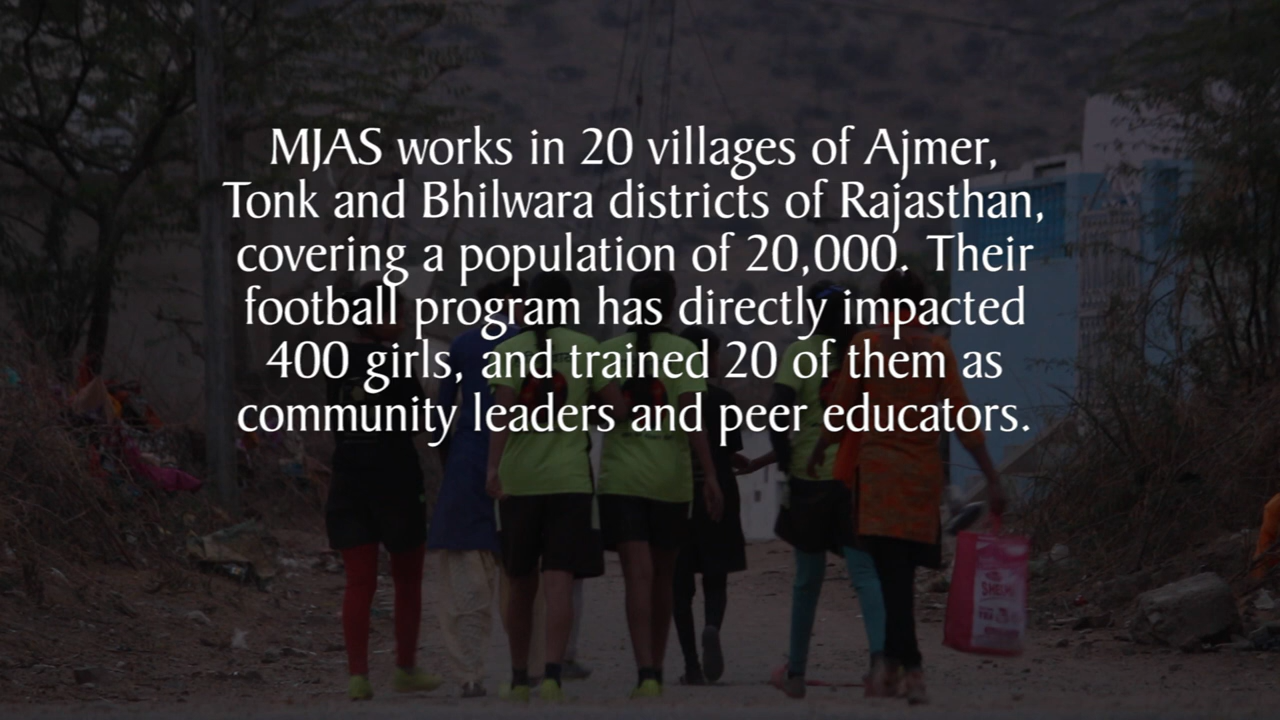 MJAS works in 20 villages of Ajmer,
Tonk and Bhilwara districts of Rajasthan,
covering a population of 20,000. Their
football program has directly impacted
400 girls, and trained 20 of them as
community leaders and peer educators.